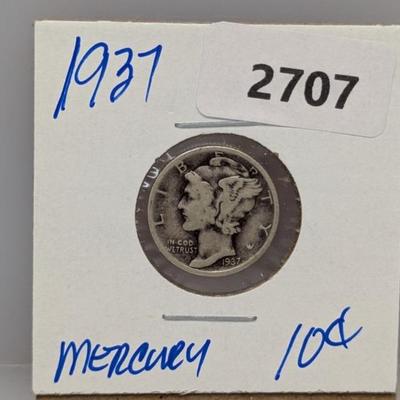 1937
2707
LIBERTY
IN GOD
WE TRUST
1937
MERCURY 10¢